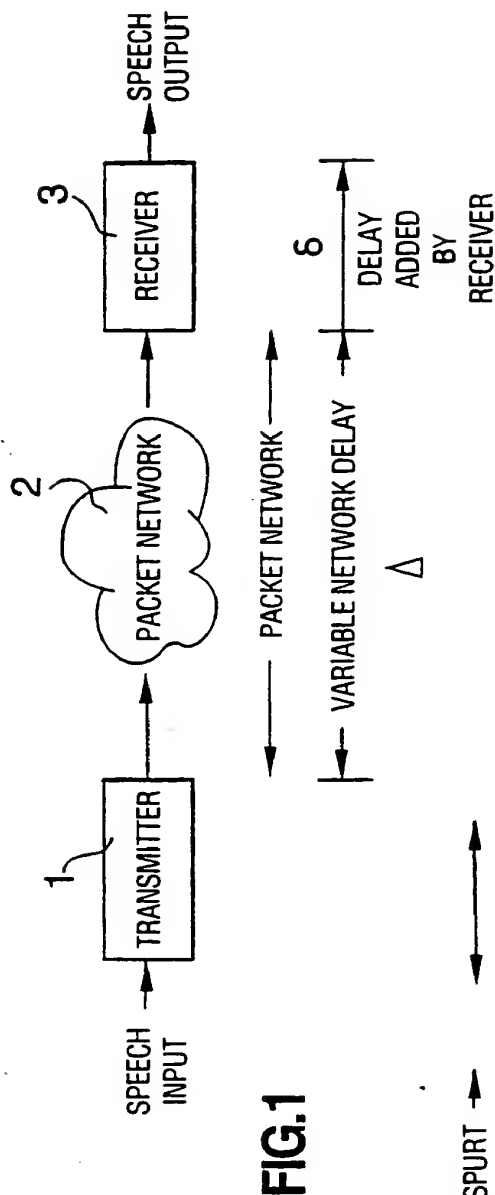 SPEECH
INPUT
1
TRANSMITTER
2
PACKET NETWORK
3
RECEIVER
SPEECH
OUTPUT
PACKET NETWORK
VARIABLE NETWORK DELAY
Δ
6
DELAY
ADDED
BY
RECEIVER
FIG.1
SPURT